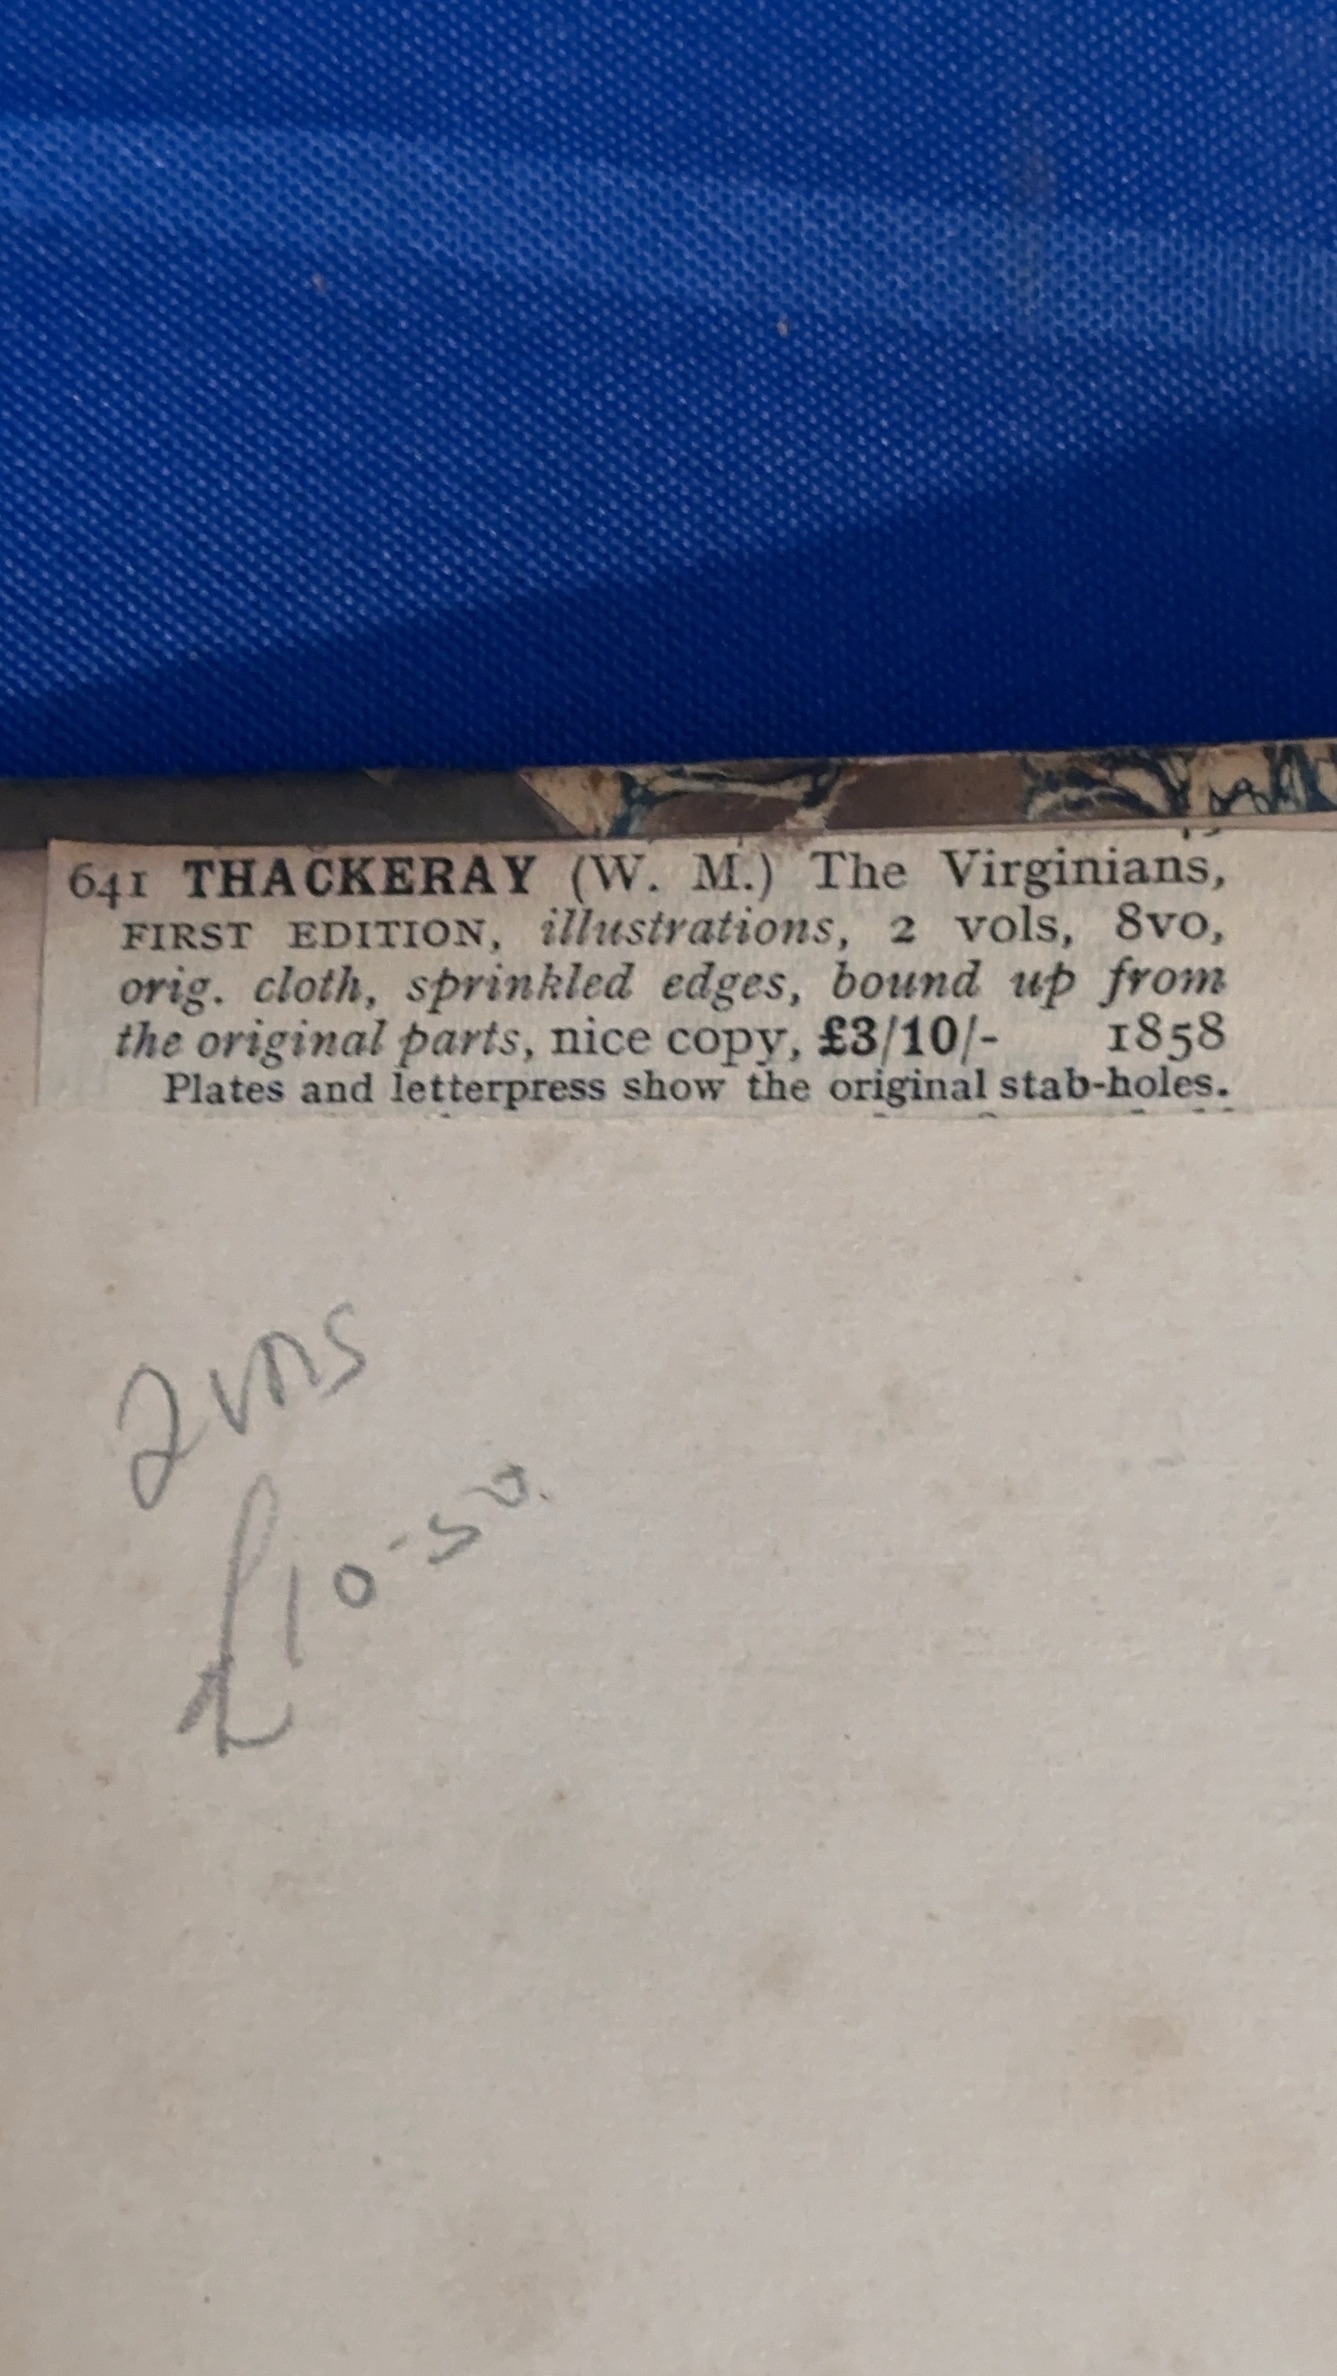 641 THACKERAY (W. M.) The Virginians,
FIRST EDITION, illustrations, 2 vols, 8vo,
orig. cloth, sprinkled edges, bound up from
the original parts, nice copy, £3/10/- 1858
Plates and letterpress show the original stab-holes.
2 vols
£10-50.